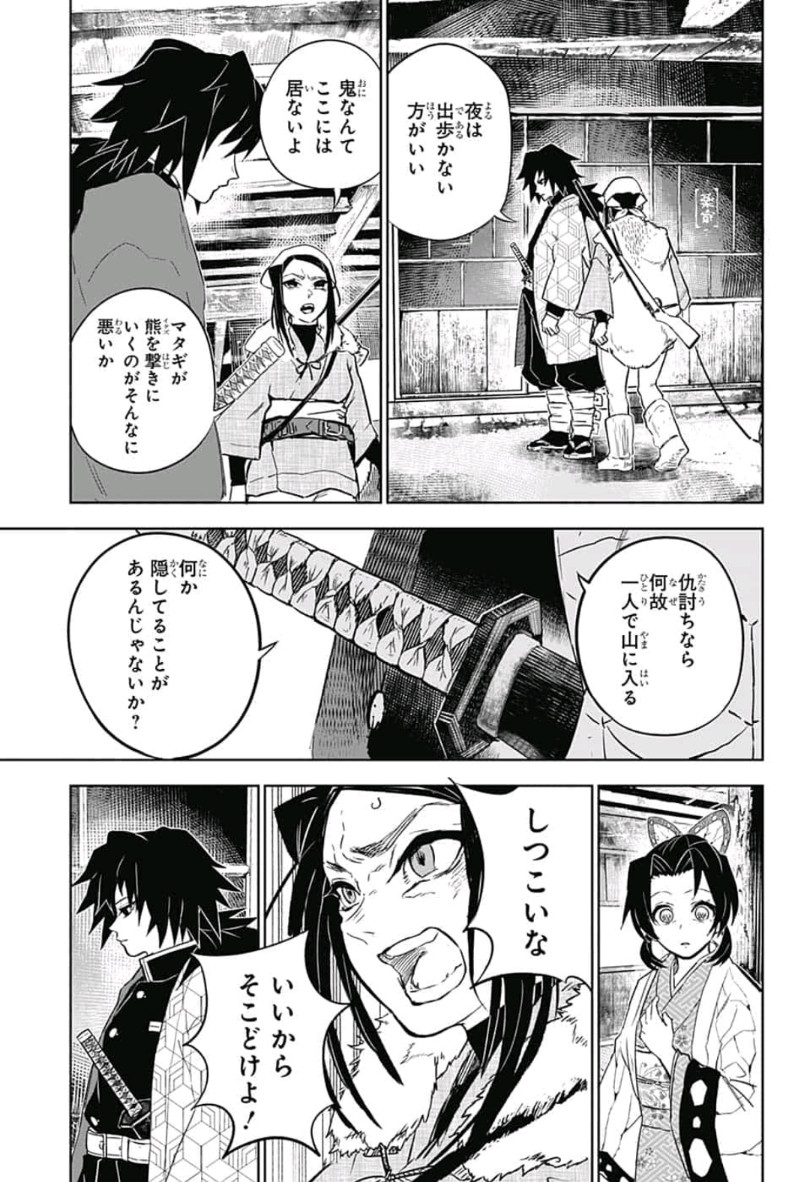 夜は
出歩かない
方がいい
鬼なんて
ここには
居ないよ
マタギが
熊を撃きに
いくのがそんなに
悪いか
仇討ちなら
何故
一人で山に入る
何か
隠してることが
あるんじゃないか?
しつこいな
いいから
そこどけよ!